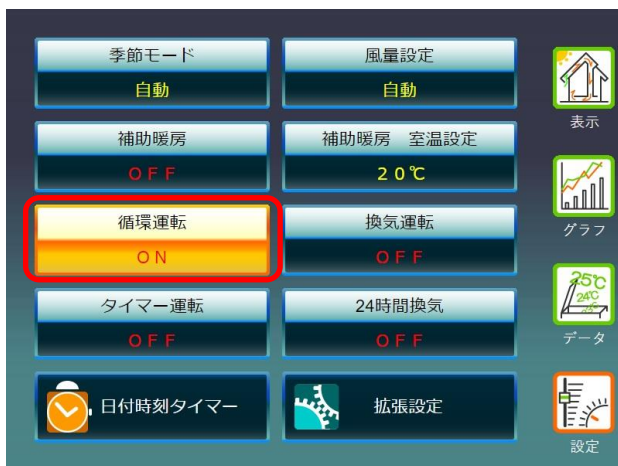 季節モード
自動
風量設定
自動
表示
補助暖房
OFF
補助暖房　室温設定
20℃
循環運転
ON
換気運転
OFF
グラフ
タイマー運転
OFF
24時間換気
OFF
25℃
24℃
データ
日付時刻タイマー
拡張設定
設定